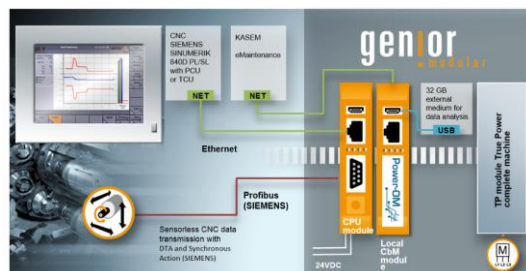 CNC
SIEMENS
SINUMERIK
840D PL/SL
with PCU
or TCU
NET
KASEM
eMaintenance
NET
genior
modular
32 GB
external
medium for
data analysis
USB
Ethernet
Profibus
(SIEMENS)
Sensorless CNC data
transmission with
DTA and Synchronous
Action (SIEMENS)
CPU
module
24VDC
Power-OM
Local
CbM
modul
e
TP module True Power
complete machine
M